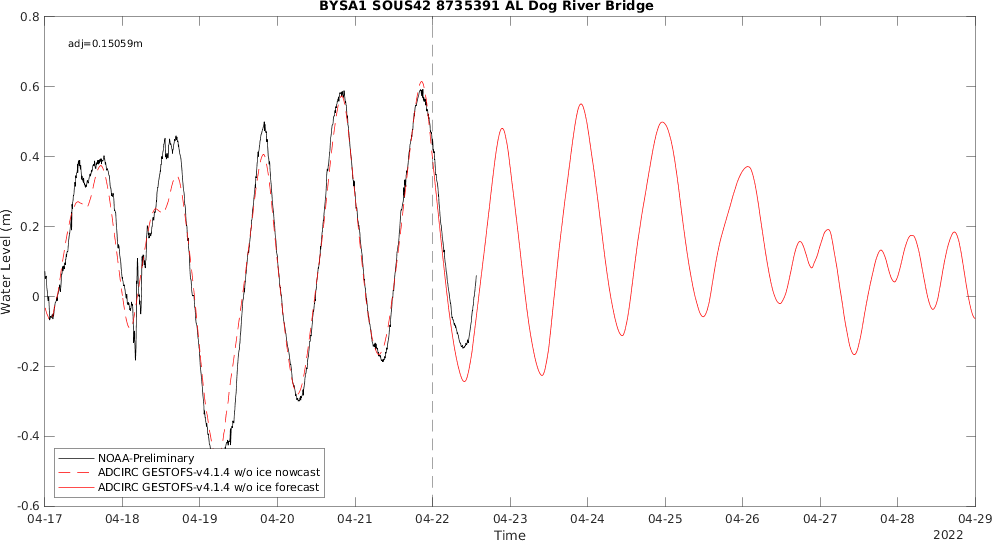 BYSA1 SOUS42 8735391 AL Dog River Bridge
adj=0.15059m
Water Level (m)
0.8
0.6
0.4
0.2
0
-0.2
-0.4
-0.6
NOAA-Preliminary
ADCIRC GESTOFS-v4.1.4 w/o ice nowcast
ADCIRC GESTOFS-v4.1.4 w/o ice forecast
04-17 04-18 04-19 04-20 04-21 04-22 04-23 04-24 04-25 04-26 04-27 04-28 04-29
Time
2022